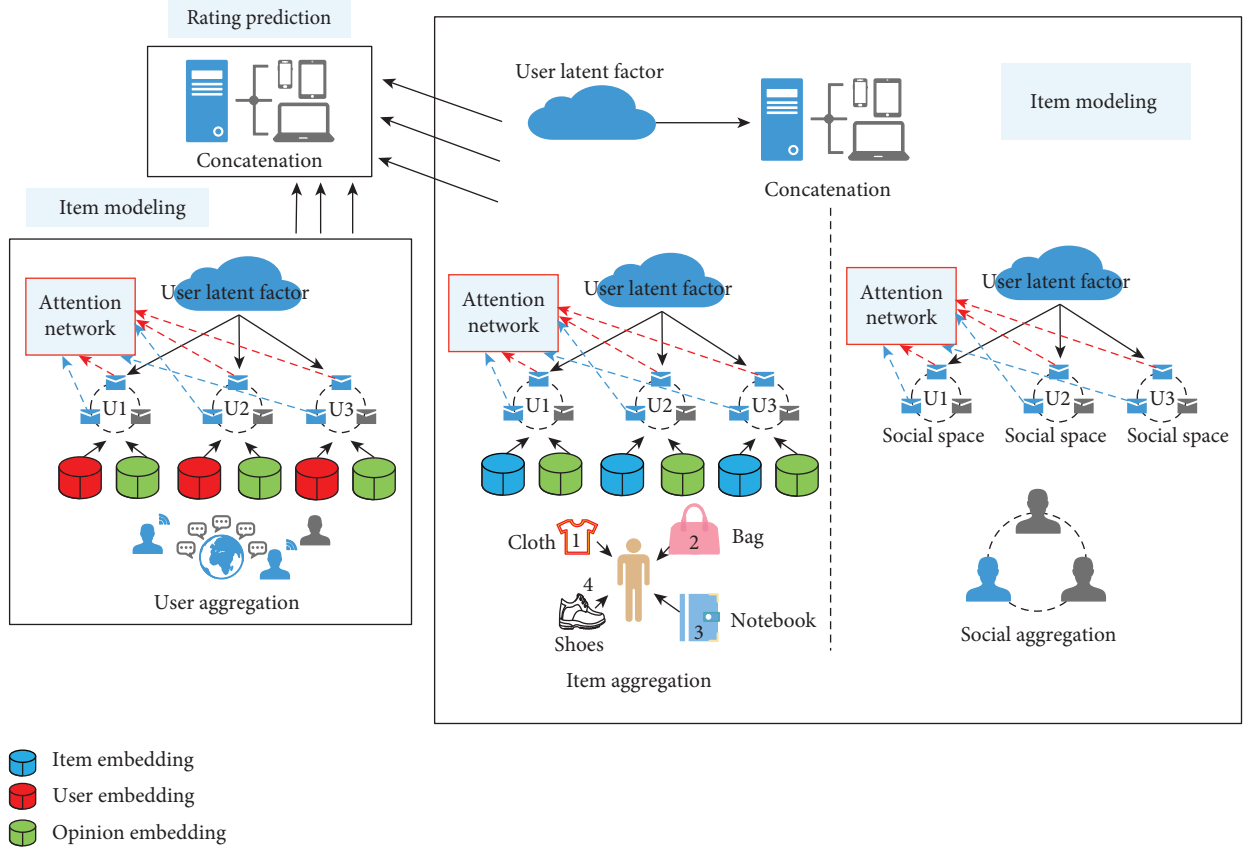 Rating prediction
Concatenation
Item modeling
User latent factor
Attention
network
U1
U2
U3
User aggregation
User latent factor
Concatenation
Item modeling
User latent factor
Attention
network
U1
U2
U3
Cloth
1
2
Bag
4
Shoes
3
Notebook
Item aggregation
User latent factor
Attention
network
U1
U2
U3
Social space
Social space
Social space
Social aggregation
Item embedding
User embedding
Opinion embedding